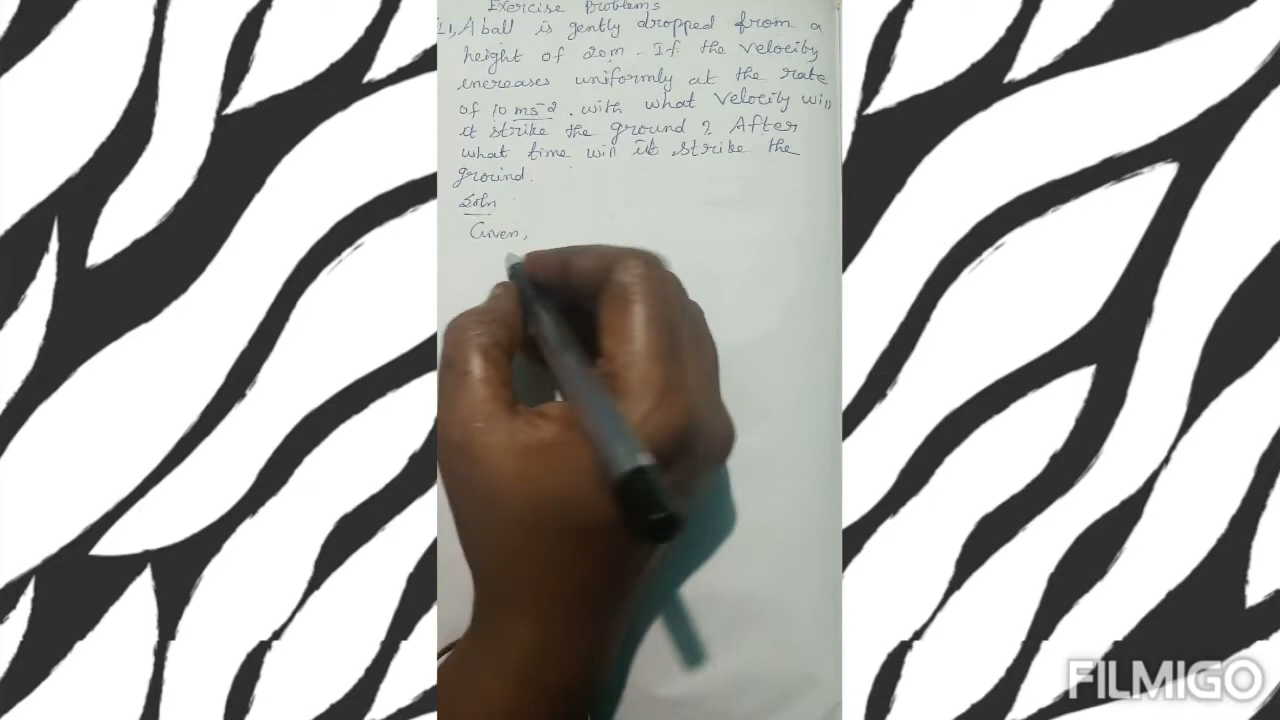 Exercise Problems
1, A ball is gently dropped from a
height of 20m. If the velocity
increases uniformly at the rate
of 10 ms-2. with what velocity will
it strike the ground? After
what time will it strike the
ground.
Soln
Given,
FILMIGO